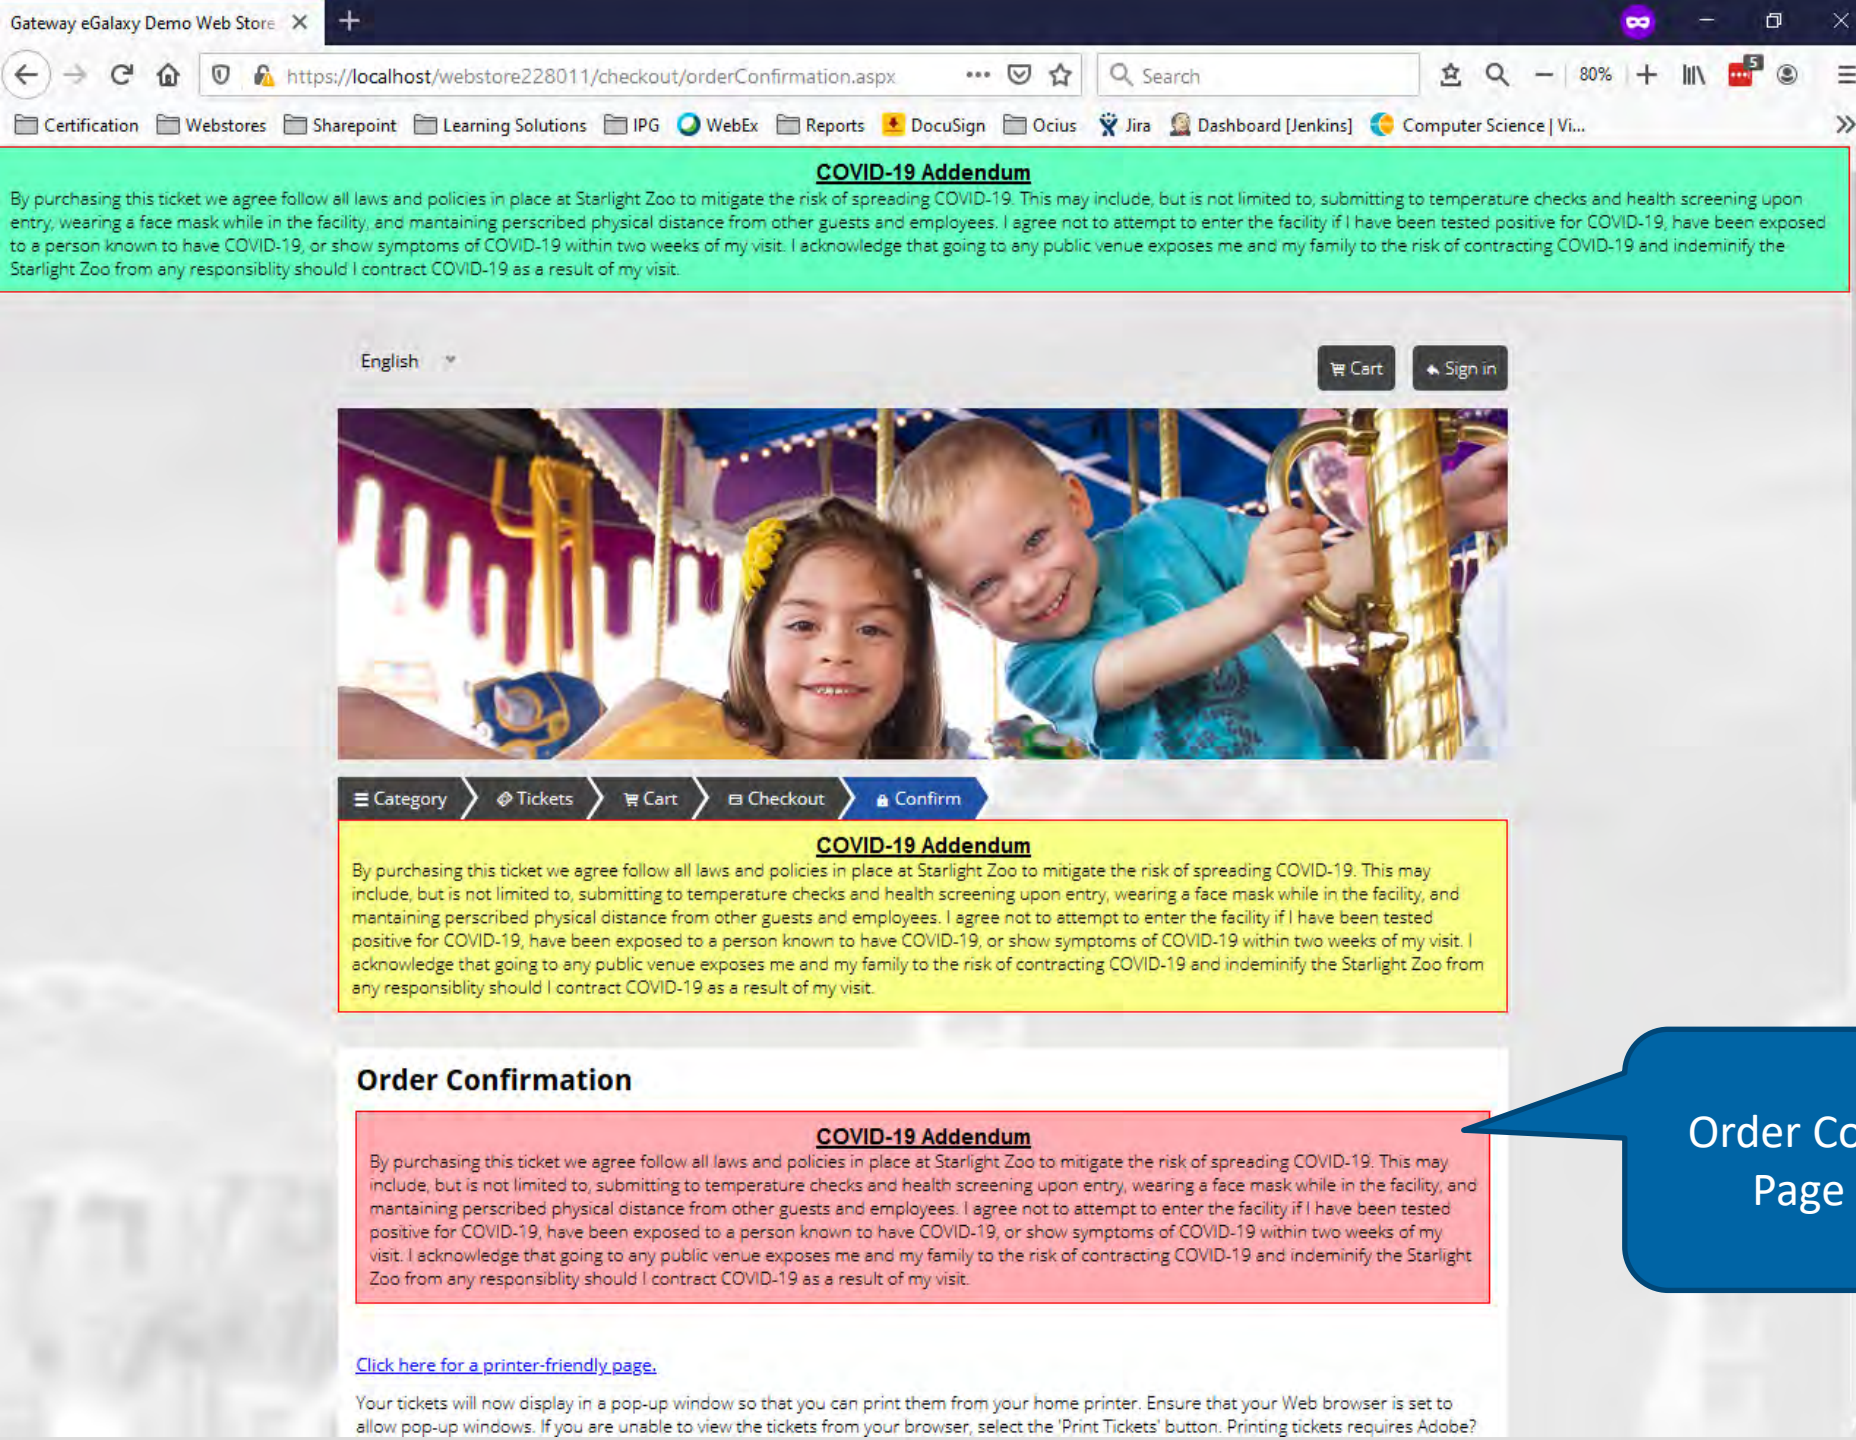 Gateway eGalaxy Demo Web Store
https://localhost/webstore228011/checkout/orderConfirmation.aspx
Search
80%
5
Certification Webstores Sharepoint Learning Solutions IPG WebEx Reports DocuSign Ocius Jira Dashboard [Jenkins] Computer Science | Vi...
COVID-19 Addendum
By purchasing this ticket we agree follow all laws and policies in place at Starlight Zoo to mitigate the risk of spreading COVID-19. This may include, but is not limited to, submitting to temperature checks and health screening upon
entry, wearing a face mask while in the facility, and mantaining perscribed physical distance from other guests and employees. I agree not to attempt to enter the facility if I have been tested positive for COVID-19, have been exposed
to a person known to have COVID-19, or show symptoms of COVID-19 within two weeks of my visit. I acknowledge that going to any public venue exposes me and my family to the risk of contracting COVID-19 and indeminify the
Starlight Zoo from any responsiblity should I contract COVID-19 as a result of my visit.
English
Cart
Sign in
Category Tickets Cart Checkout Confirm
COVID-19 Addendum
By purchasing this ticket we agree follow all laws and policies in place at Starlight Zoo to mitigate the risk of spreading COVID-19. This may
include, but is not limited to, submitting to temperature checks and health screening upon entry, wearing a face mask while in the facility, and
mantaining perscribed physical distance from other guests and employees. I agree not to attempt to enter the facility if I have been tested
positive for COVID-19, have been exposed to a person known to have COVID-19, or show symptoms of COVID-19 within two weeks of my visit. I
acknowledge that going to any public venue exposes me and my family to the risk of contracting COVID-19 and indeminify the Starlight Zoo from
any responsiblity should I contract COVID-19 as a result of my visit.
Order Confirmation
COVID-19 Addendum
By purchasing this ticket we agree follow all laws and policies in place at Starlight Zoo to mitigate the risk of spreading COVID-19. This may
include, but is not limited to, submitting to temperature checks and health screening upon entry, wearing a face mask while in the facility, and
mantaining perscribed physical distance from other guests and employees. I agree not to attempt to enter the facility if I have been tested
positive for COVID-19, have been exposed to a person known to have COVID-19, or show symptoms of COVID-19 within two weeks of my
visit. I acknowledge that going to any public venue exposes me and my family to the risk of contracting COVID-19 and indeminify the Starlight
Zoo from any responsiblity should I contract COVID-19 as a result of my visit.
Order Co
Page
Click here for a printer-friendly page.
Your tickets will now display in a pop-up window so that you can print them from your home printer. Ensure that your Web browser is set to
allow pop-up windows. If you are unable to view the tickets from your browser, select the 'Print Tickets' button. Printing tickets requires Adobe?